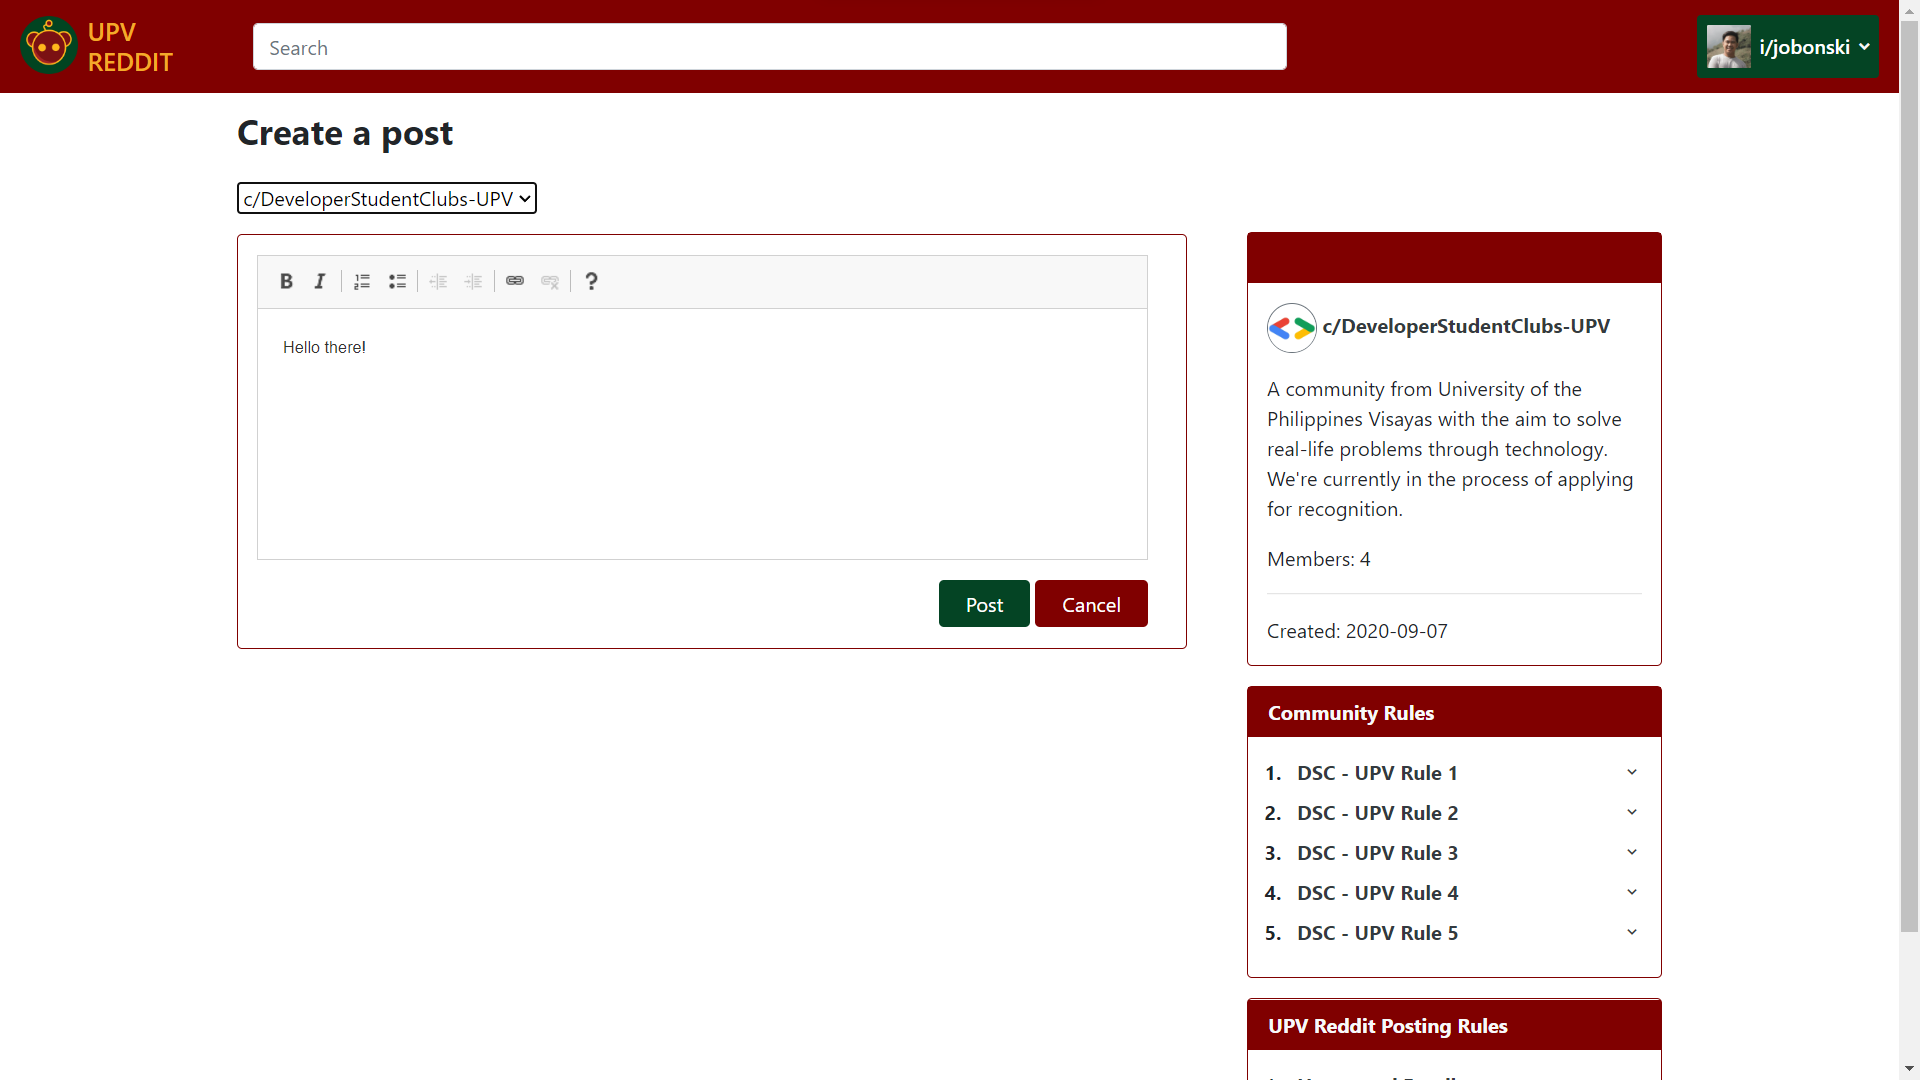 UPV
REDDIT
Search
i/jobonski
Create a post
c/DeveloperStudentClubs-UPV
B I ?
Hello there!
Post Cancel
c/DeveloperStudentClubs-UPV
A community from University of the
Philippines Visayas with the aim to solve
real-life problems through technology.
We're currently in the process of applying
for recognition.
Members: 4
Created: 2020-09-07
Community Rules
1. DSC - UPV Rule 1
2. DSC - UPV Rule 2
3. DSC - UPV Rule 3
4. DSC - UPV Rule 4
5. DSC - UPV Rule 5
UPV Reddit Posting Rules